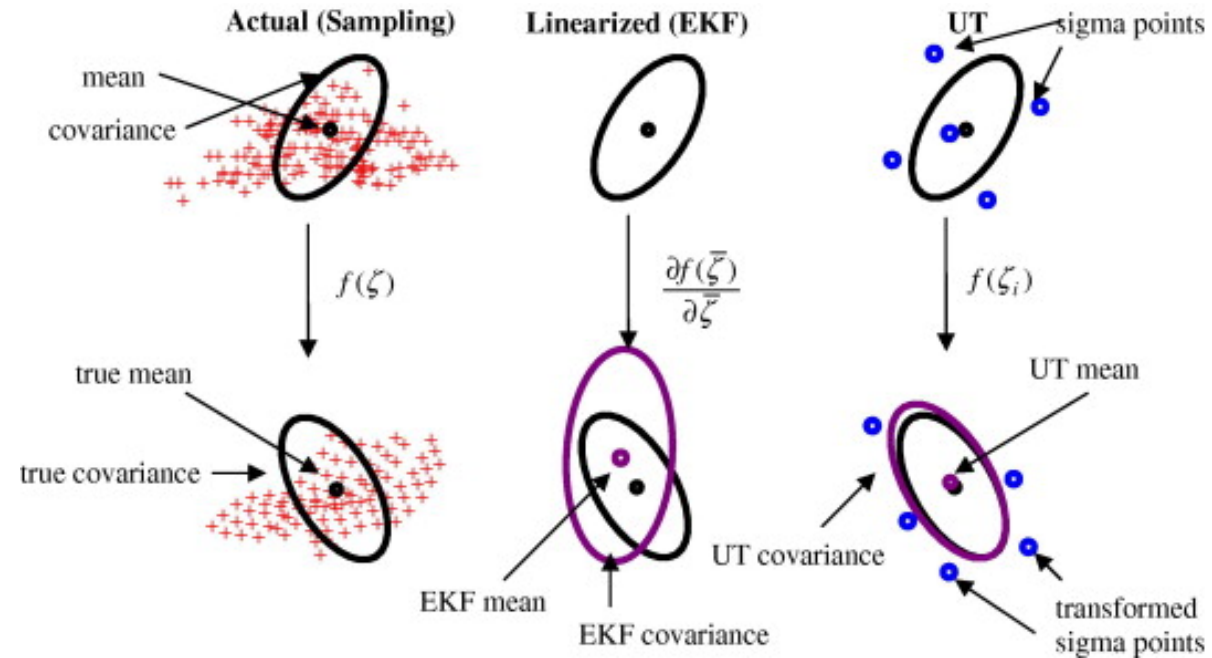 Actual (Sampling)
Linearized (EKF)
UT
sigma points
mean
covariance
f(ζ)
∂f(ζ̅)
∂ζ̅
f(ζᵢ)
true mean
UT mean
true covariance
UT covariance
EKF mean
EKF covariance
transformed
sigma points